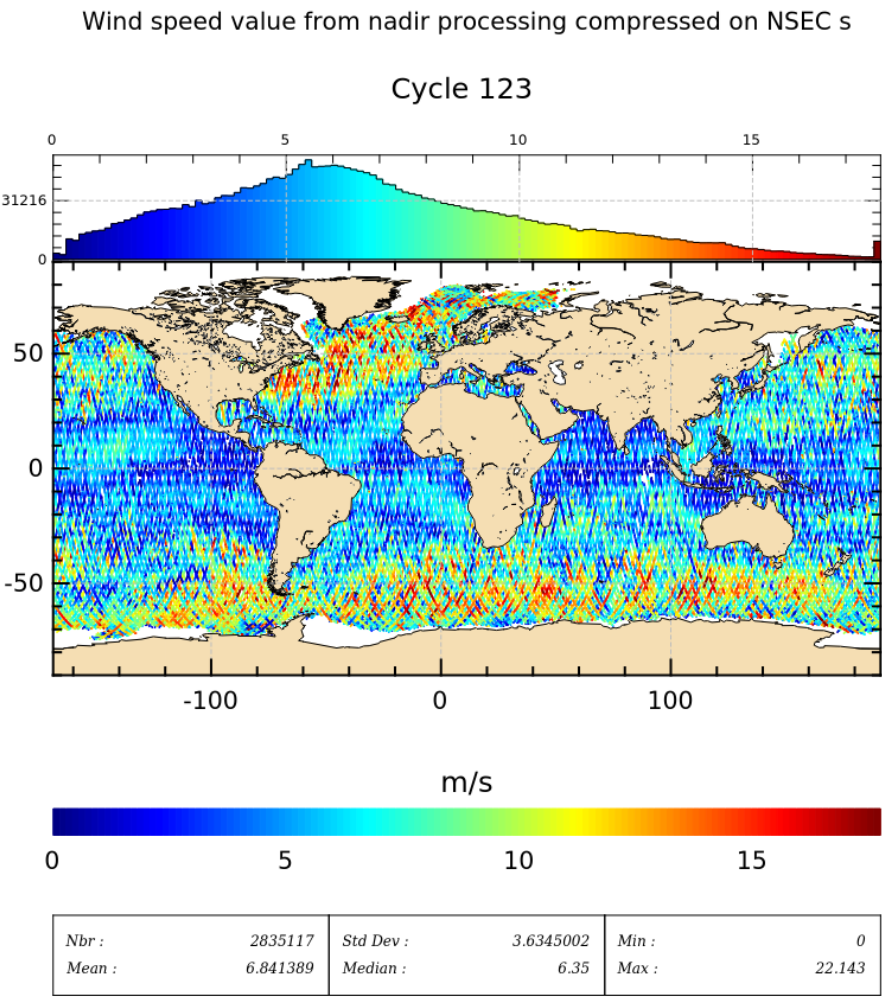 Wind speed value from nadir processing compressed on NSEC s
Cycle 123
0 5 10 15
31216
0
50
0
-50
-100 0 100
m/s
0 5 10 15
Nbr : 2835117 Std Dev : 3.6345002 Min : 0
Mean : 6.841389 Median : 6.35 Max : 22.143